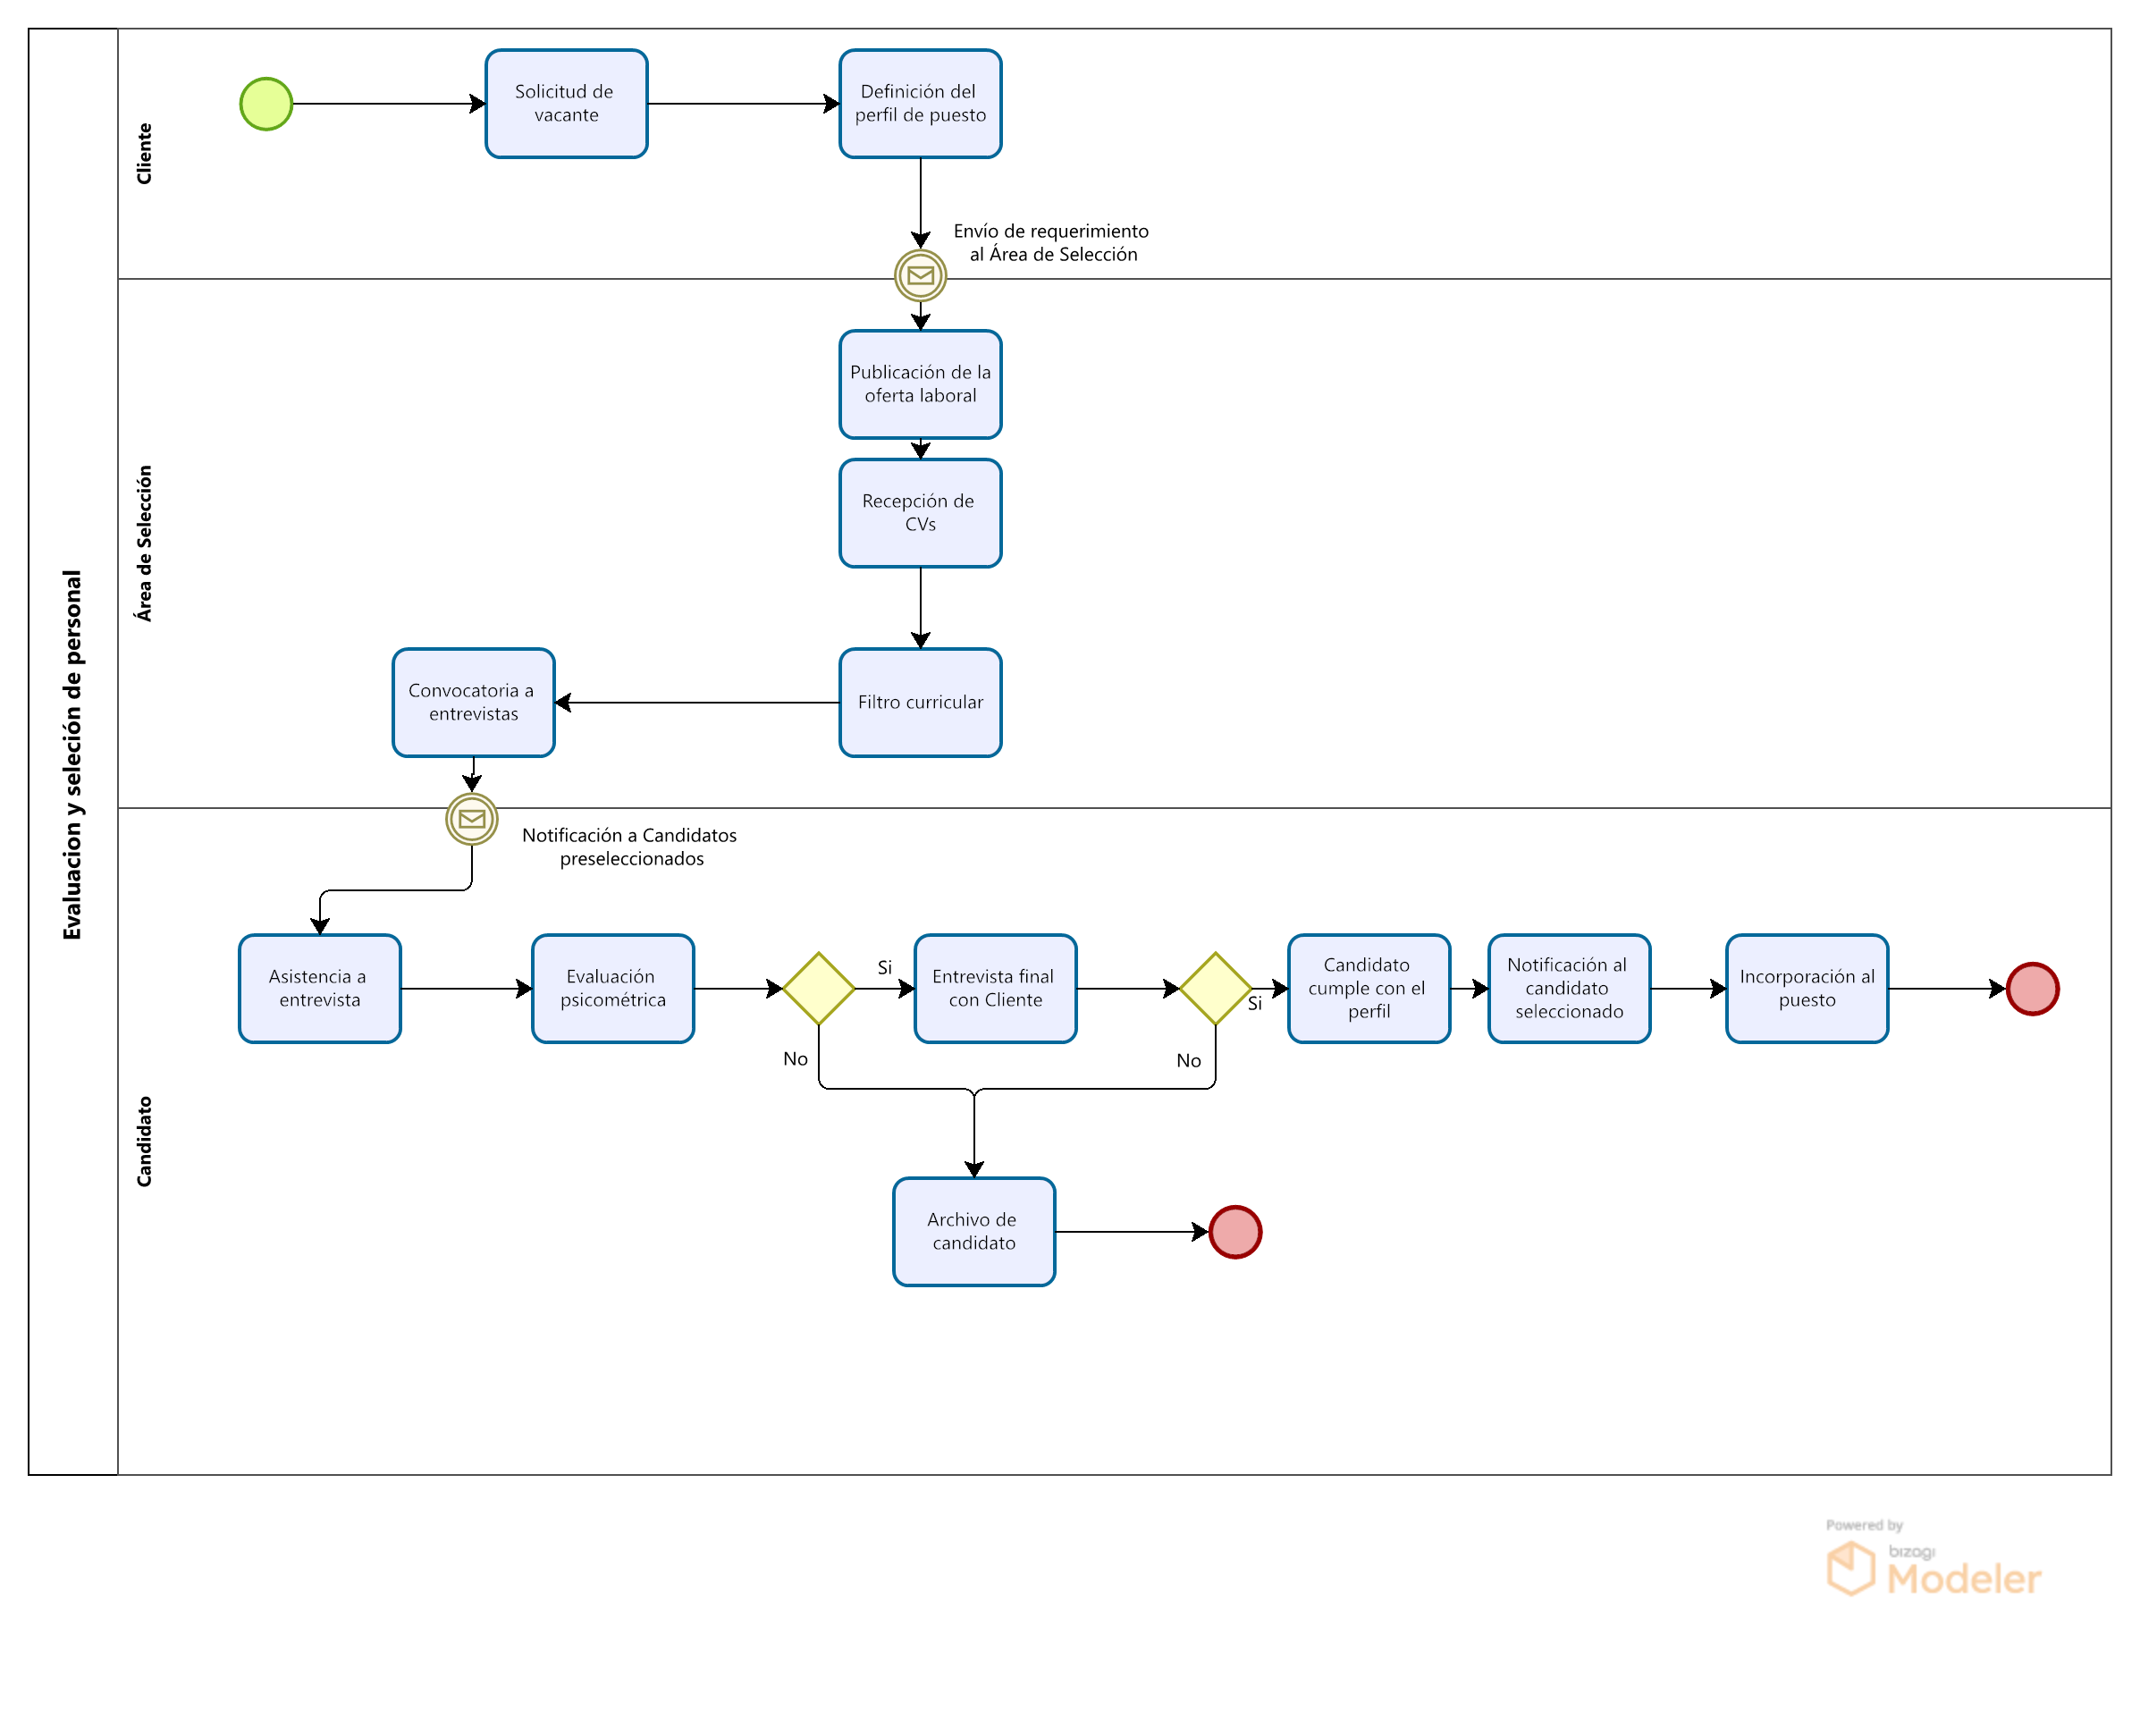 Evaluacion y seleción de personal
Cliente
Solicitud de
vacante
Definición del
perfil de puesto
Envío de requerimiento
al Área de Selección
Área de Selección
Publicación de la
oferta laboral
Recepción de
CVs
Filtro curricular
Convocatoria a
entrevistas
Notificación a Candidatos
preseleccionados
Candidato
Asistencia a
entrevista
Evaluación
psicométrica
Si
No
Entrevista final
con Cliente
Si
No
Candidato
cumple con el
perfil
Notificación al
candidato
seleccionado
Incorporación al
puesto
Archivo de
candidato
Powered by
bizagi
Modeler